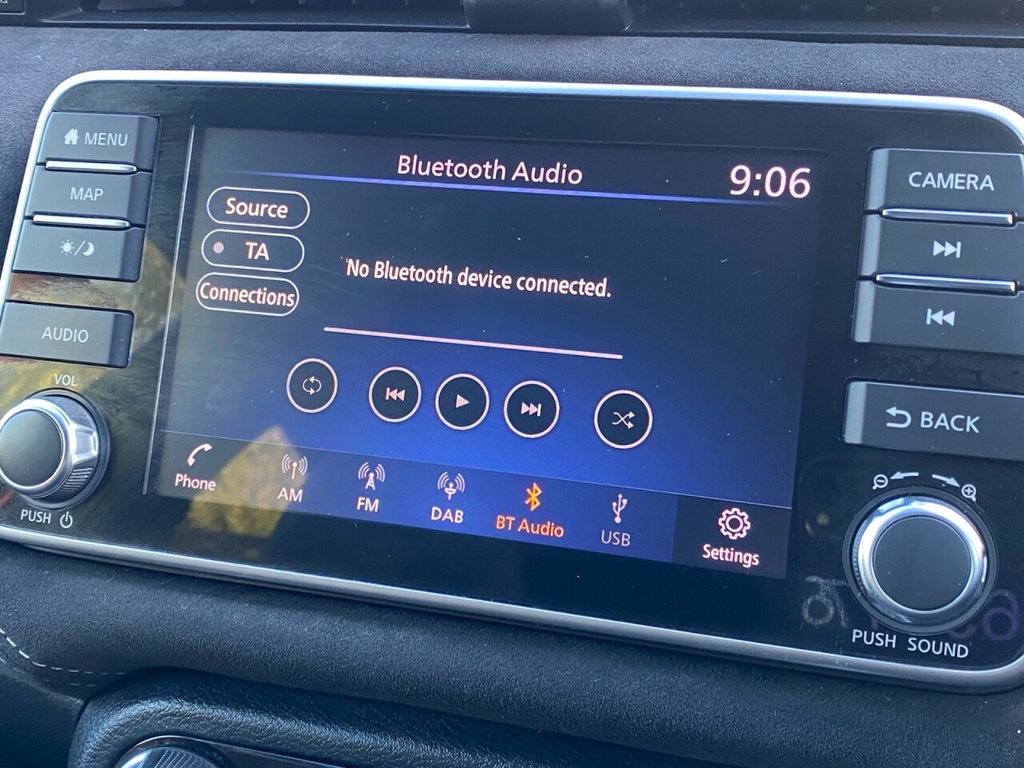 MENU
MAP
AUDIO
VOL
PUSH
Bluetooth Audio
9:06
Source
TA
Connections
No Bluetooth device connected.
Phone
AM
FM
DAB
BT Audio
USB
Settings
CAMERA
BACK
PUSH SOUND